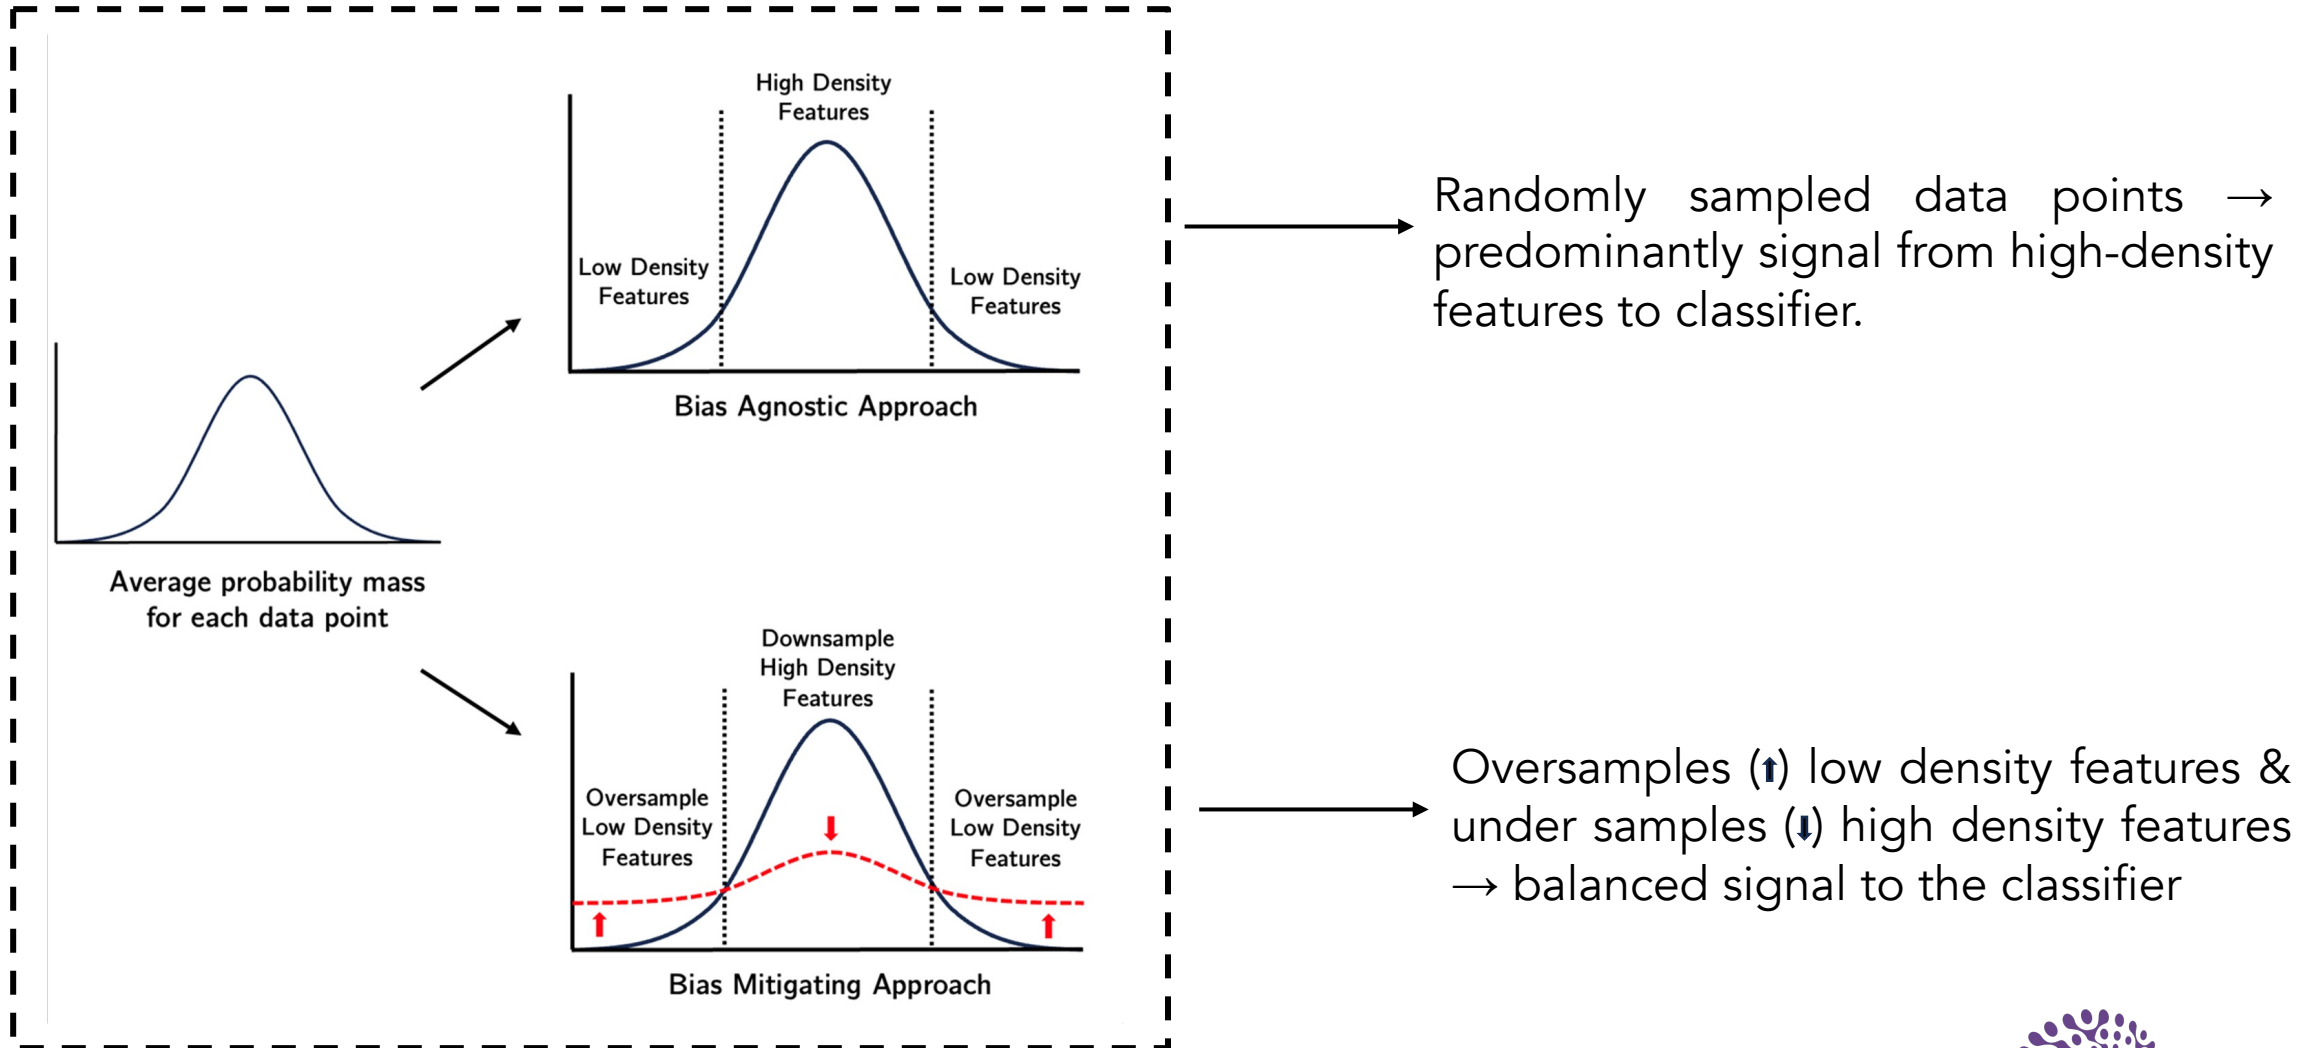 High Density
Features
Low Density
Features
Low Density
Features
Bias Agnostic Approach
Randomly sampled data points →
predominantly signal from high-density
features to classifier.
Average probability mass
for each data point
Downsample
High Density
Features
Oversample
Low Density
Features
Oversample
Low Density
Features
Bias Mitigating Approach
Oversamples (⬆) low density features &
under samples (⬇) high density features
→ balanced signal to the classifier